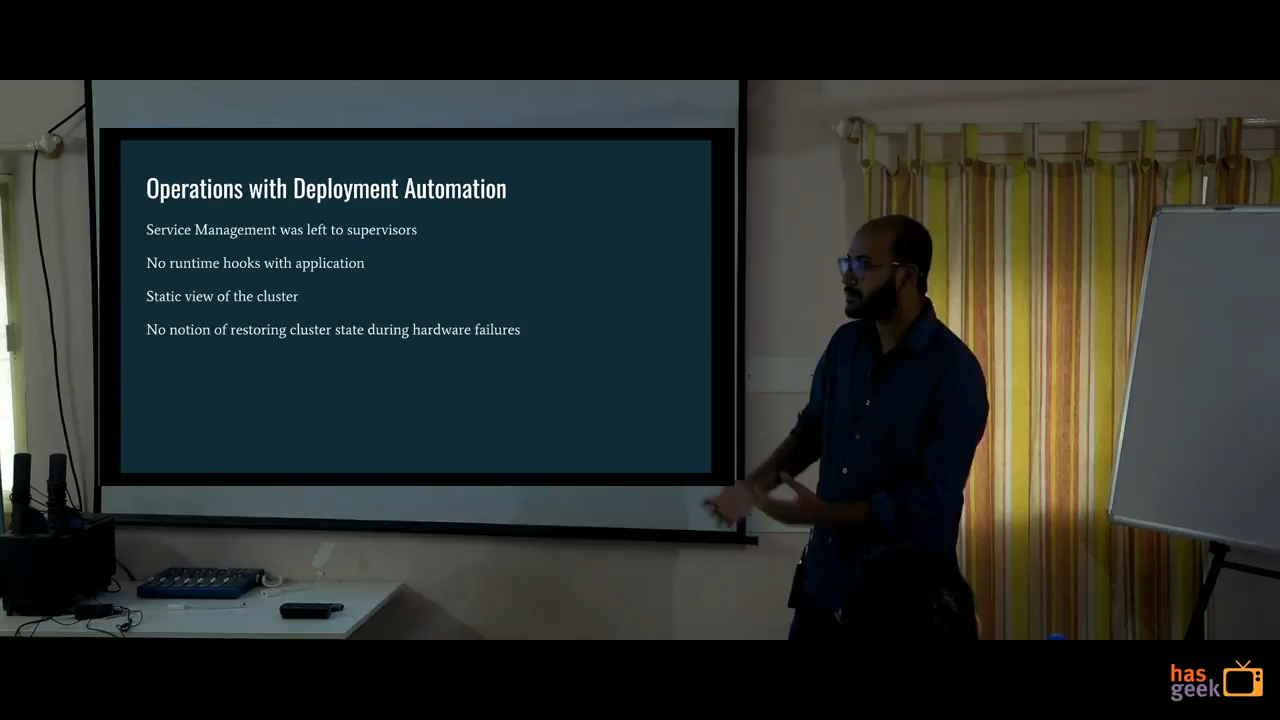 Operations with Deployment Automation
Service Management was left to supervisors
No runtime hooks with application
Static view of the cluster
No notion of restoring cluster state during hardware failures
has
geek